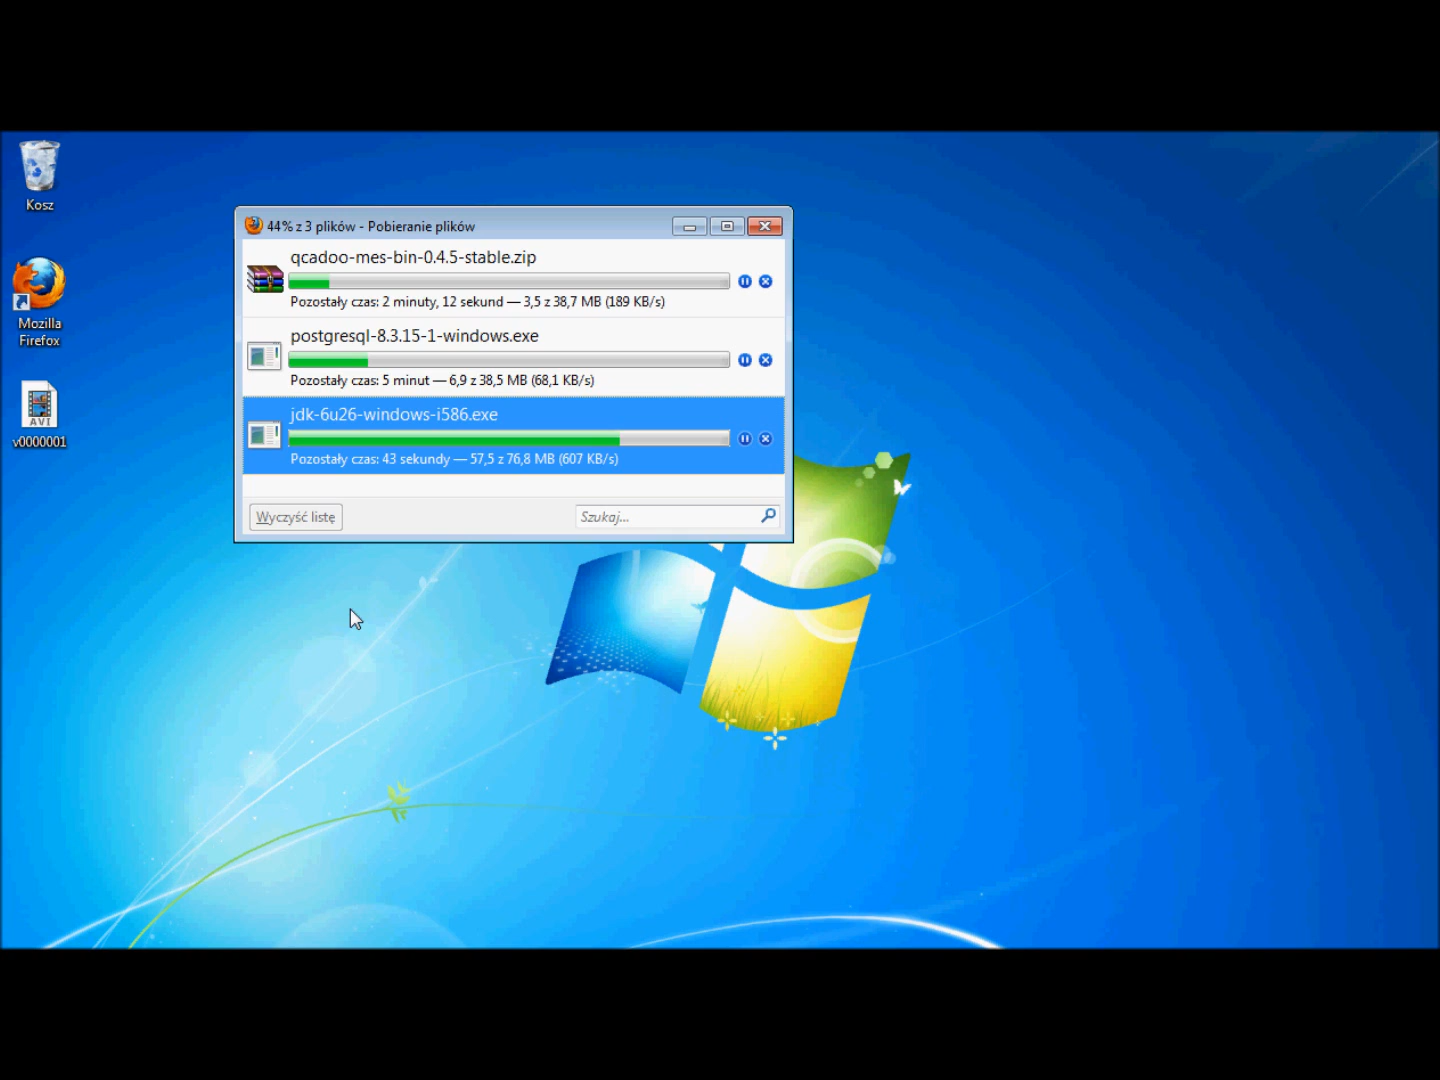 Kosz
Mozilla
Firefox
AVI
v0000001
44% z 3 plików - Pobieranie plików
qcadoo-mes-bin-0.4.5-stable.zip
Pozostały czas: 2 minuty, 12 sekund — 3,5 z 38,7 MB (189 KB/s)
postgresql-8.3.15-1-windows.exe
Pozostały czas: 5 minut — 6,9 z 38,5 MB (68,1 KB/s)
jdk-6u26-windows-i586.exe
Pozostały czas: 43 sekundy — 57,5 z 76,8 MB (607 KB/s)
Wyczyść listę
Szukaj...